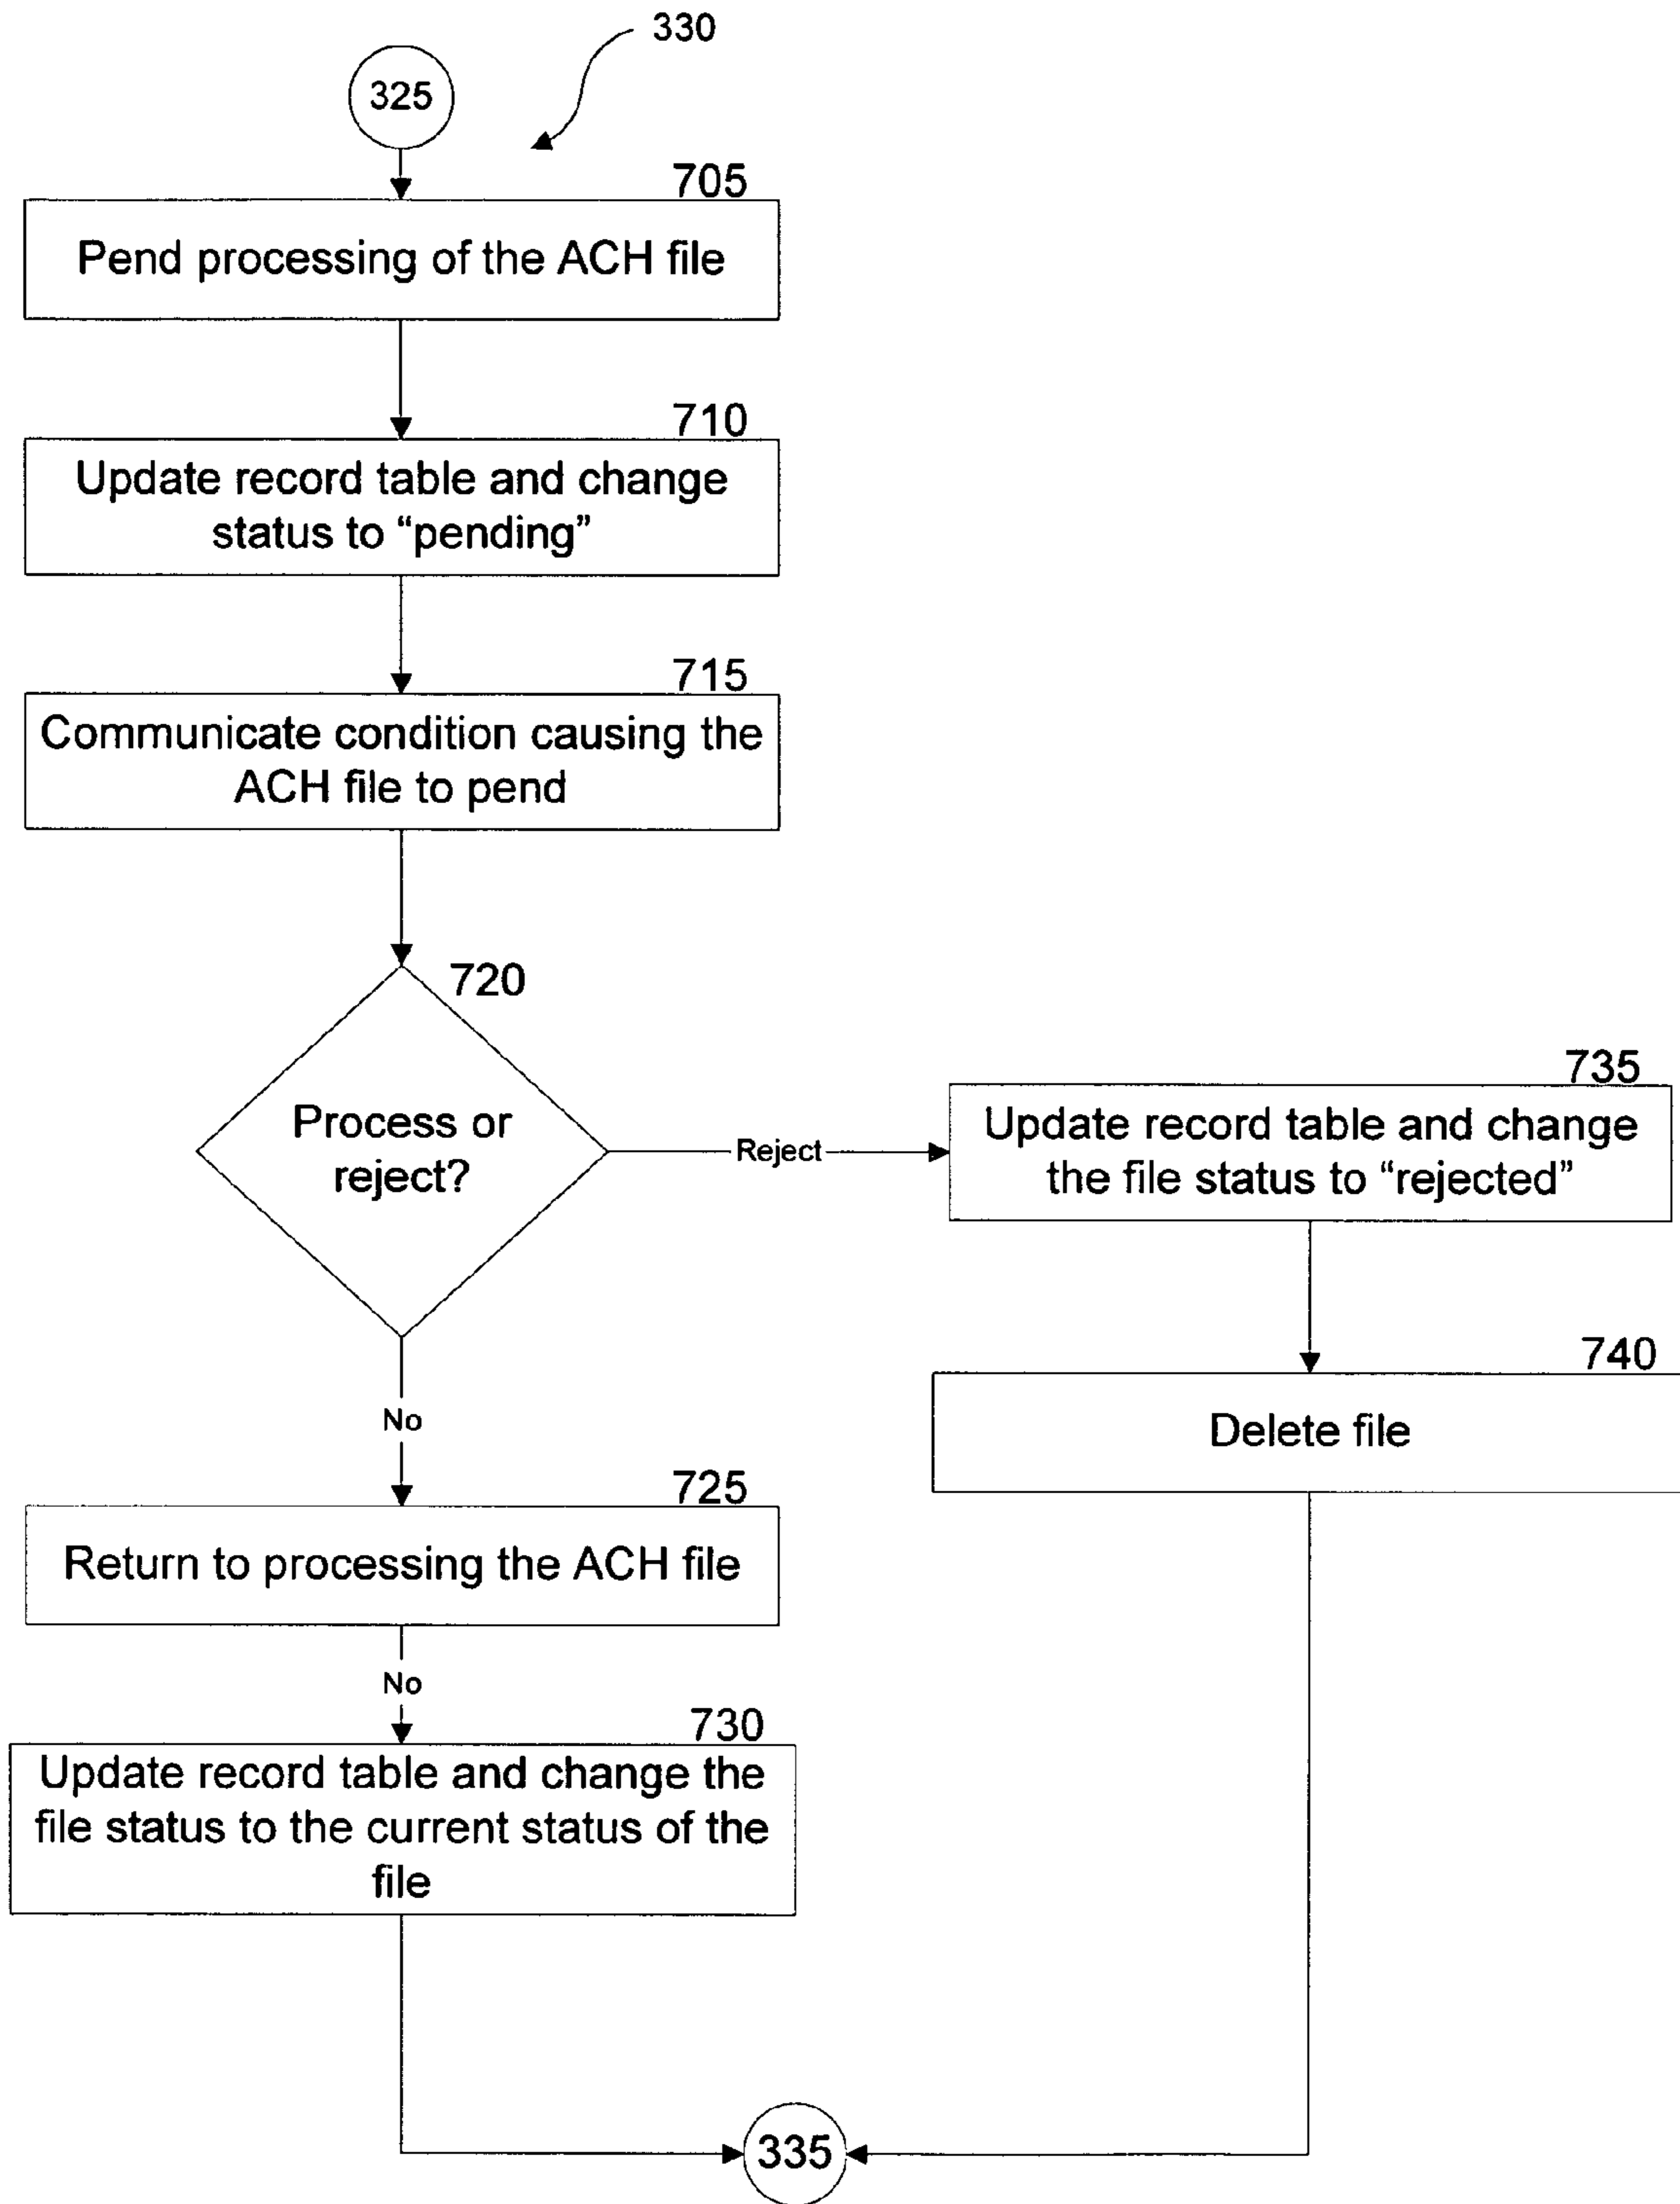 330
325
705
Pend processing of the ACH file
710
Update record table and change
status to “pending”
715
Communicate condition causing the
ACH file to pend
720
Process or
reject?
Reject
735
Update record table and change
the file status to “rejected”
740
Delete file
No
725
Return to processing the ACH file
No
730
Update record table and change the
file status to the current status of the
file
335